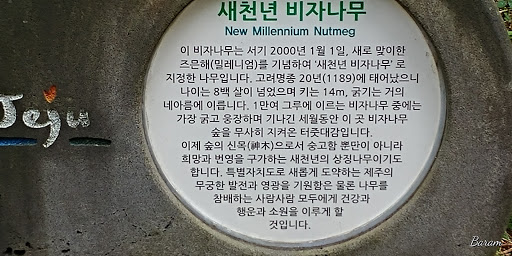 새천년 비자나무
New Millennium Nutmeg
이 비자나무는 서기 2000년 1월 1일, 새로 맞이한
즈믄해(밀레니엄)를 기념하여 '새천년 비자나무' 로
지정한 나무입니다. 고려명종 20년(1189)에 태어났으니
나이는 8백 살이 넘었으며 키는 14m, 굵기는 거의
네아름에 이릅니다. 1만여 그루에 이르는 비자나무 중에는
가장 굵고 웅장하며 기나긴 세월동안 이 곳 비자나무
숲을 무사히 지켜온 터줏대감입니다.
이제 숲의 신목(神木)으로서 숭고함 뿐만이 아니라
희망과 번영을 구가하는 새천년의 상징나무이기도
합니다. 특별자치도로 새롭게 도약하는 제주의
무궁한 발전과 영광을 기원함은 물론 나무를
참배하는 사람사람 모두에게 건강과
행운과 소원을 이루게 할
것입니다.
Jeju
Baram